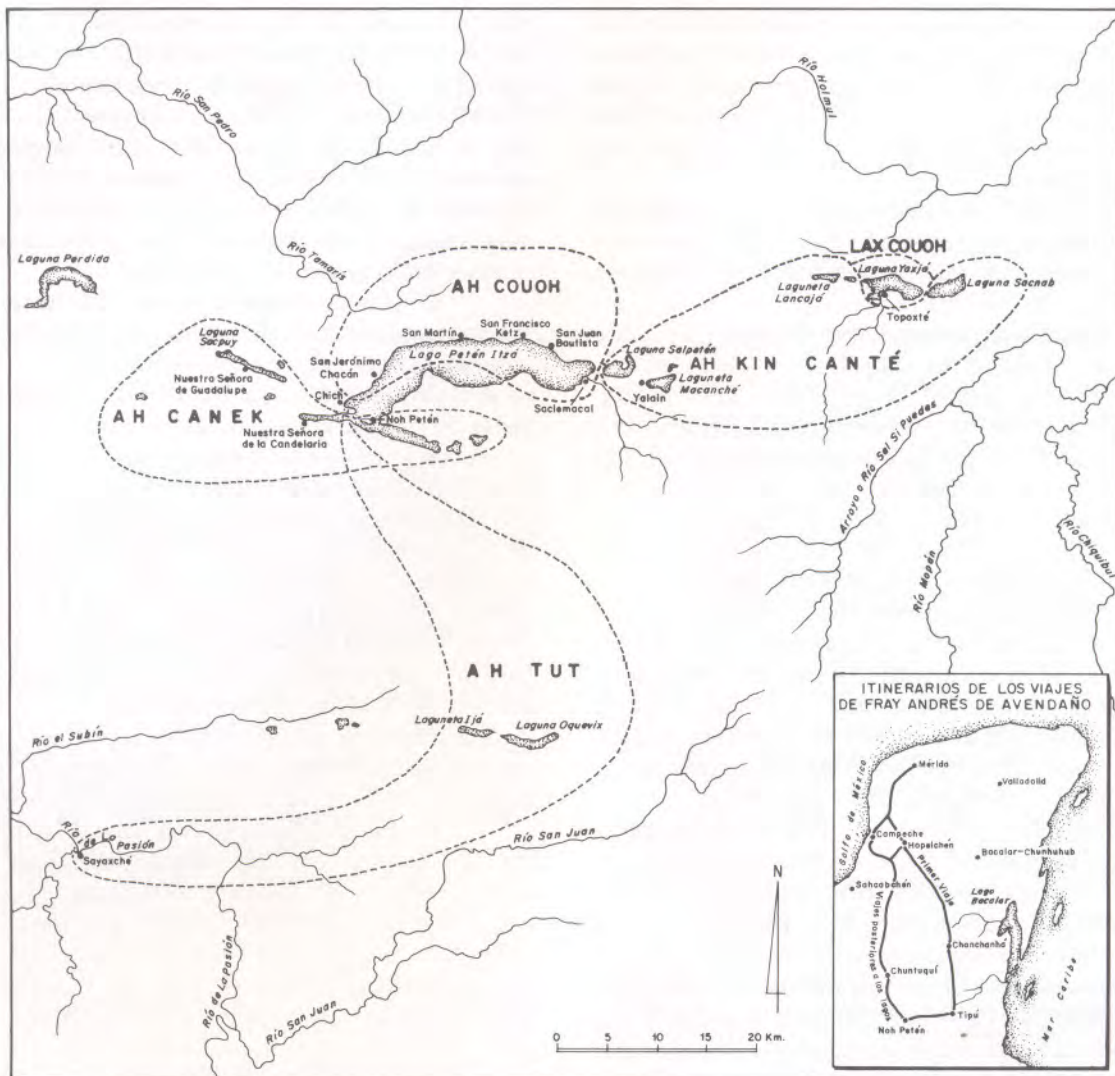 Río San Pedro
Río Holmul
Río Tamarís
Laguna Perdida
LAX COUOH
Laguna Yaxjá
Laguneta
Lancajá
Laguna Sacnab
Topoxté
AH COUOH
San Martín
San Francisco
Ketz
San Juan
Bautista
Lago Petén Itzá
Laguna
Sacpuy
San Jerónimo
Chacán
Nuestra Señora
de Guadalupe
Chich
AH CANEK
Noh Petén
Nuestra Señora
de la Candelaria
Saclemacal
Laguna Salpetén
AH KIN CANTÉ
Laguneta
Macanché
Yalain
Arroyo o Río Sal Si Puedes
Río Mopán
Río Chiquibul
AH TUT
Laguneta Ijá
Laguna Oquevix
Río el Subín
Río de La
Pasión
Sayaxché
Río San Juan
Río de La Pasión
Río San Juan
N
0 5 10 15 20 Km.
ITINERARIOS DE LOS VIAJES
DE FRAY ANDRÉS DE AVENDAÑO
Golfo de México
Mérida
Valladolid
Campeche
Hopelchén
Bacalar-Chunhuhub
Primer Viaje
Sahcabchén
Lago
Bacalar
Viajes posteriores a los lagos
Chanchanhá
Chuntuquí
Tipú
Noh Petén
Mar Caribe